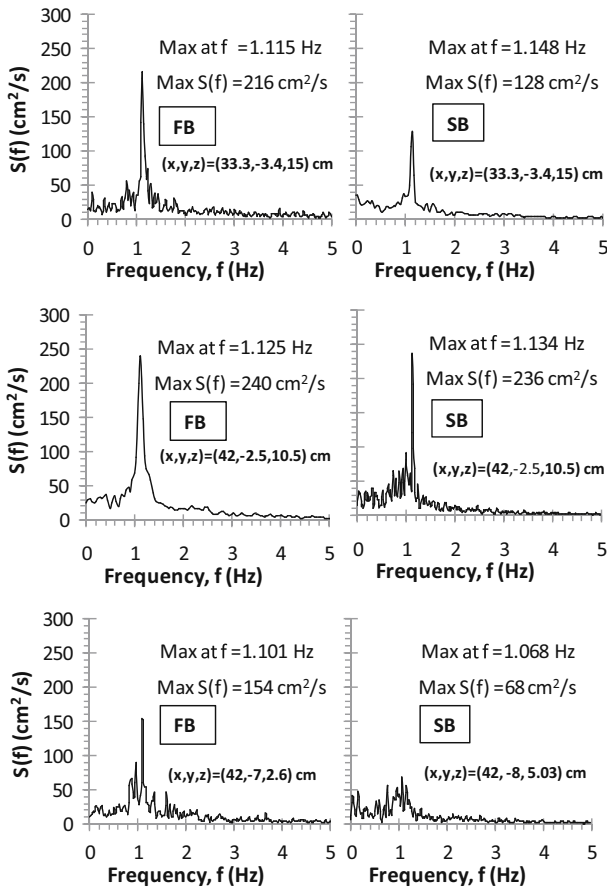 S(f) (cm²/s)
300
250
200
150
100
50
0
Max at f =1.115 Hz
Max S(f) =216 cm²/s
FB
(x,y,z)=(33.3,-3.4,15) cm
0 1 2 3 4 5
Frequency, f (Hz)
Max at f =1.148 Hz
Max S(f) =128 cm²/s
SB
(x,y,z)=(33.3,-3.4,15) cm
0 1 2 3 4 5
Frequency, f (Hz)
S(f) (cm²/s)
300
250
200
150
100
50
0
Max at f =1.125 Hz
Max S(f) =240 cm²/s
FB
(x,y,z)=(42,-2.5,10.5) cm
0 1 2 3 4 5
Frequency, f (Hz)
Max at f =1.134 Hz
Max S(f) =236 cm²/s
SB
(x,y,z)=(42,-2.5,10.5) cm
0 1 2 3 4 5
Frequency, f (Hz)
S(f) (cm²/s)
300
250
200
150
100
50
0
Max at f =1.101 Hz
Max S(f) =154 cm²/s
FB
(x,y,z)=(42,-7,2.6) cm
0 1 2 3 4 5
Frequency, f (Hz)
Max at f =1.068 Hz
Max S(f) =68 cm²/s
SB
(x,y,z)=(42, -8, 5.03) cm
0 1 2 3 4 5
Frequency, f (Hz)